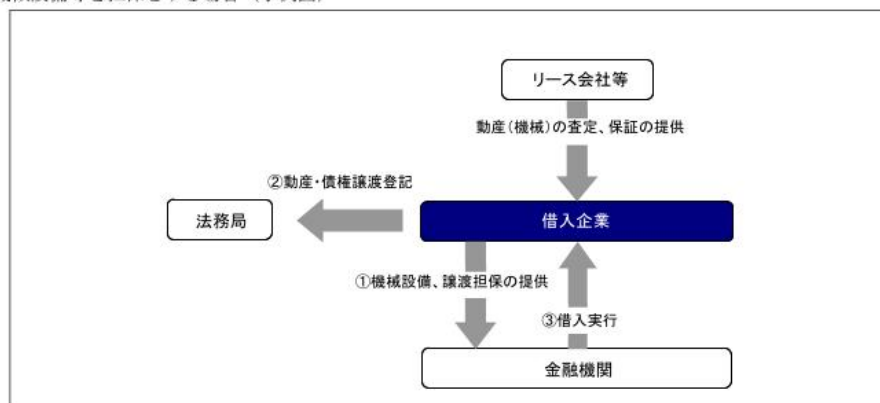 リース会社等
動産(機械)の査定、保証の提供
②動産・債権譲渡登記
法務局
借入企業
①機械設備、譲渡担保の提供
③借入実行
金融機関